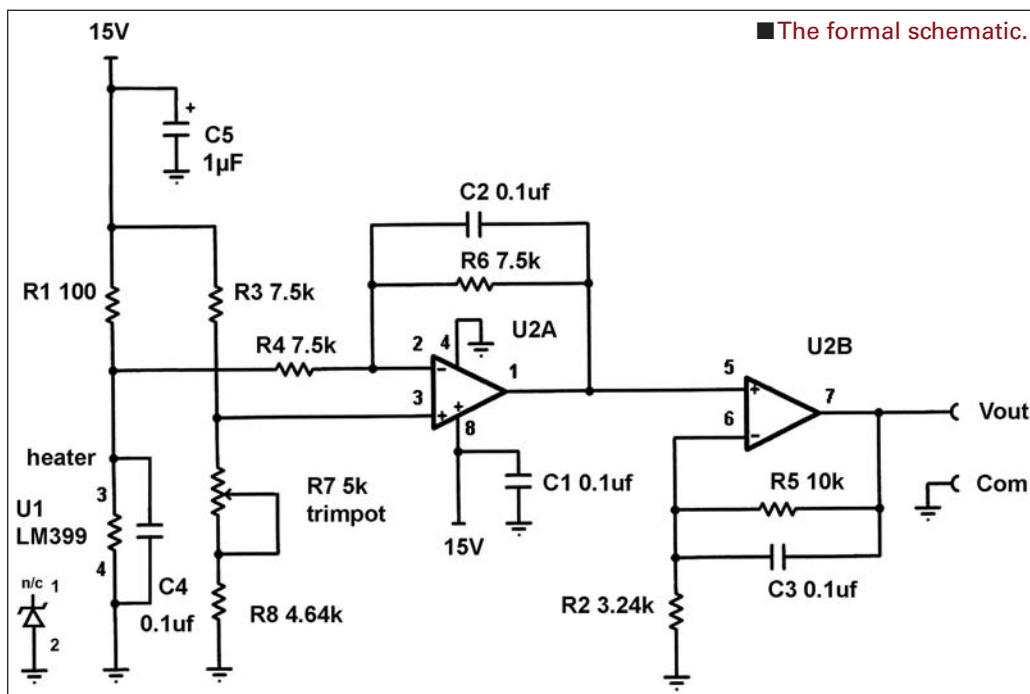 ■The formal schematic.
15V
+
C5
1µF
C2 0.1uf
R6 7.5k
R1 100
R3 7.5k
R4 7.5k
U2A
U2B
2
4
1
3
8
5
7
6
-
+
+
+
-
Vout
Com
heater
3
U1
LM399
4
n/c 1
2
C4
0.1uf
R7 5k
trimpot
R8 4.64k
C1 0.1uf
15V
R5 10k
C3 0.1uf
R2 3.24k